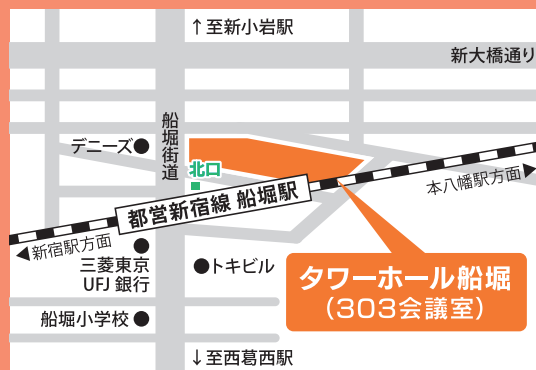 ↑至新小岩駅
新大橋通り
船堀街道
デニーズ●
北口
本八幡駅方面▶
都営新宿線 船堀駅
◀新宿駅方面
三菱東京
UFJ 銀行
●トキビル
タワーホール船堀
(303会議室)
船堀小学校●
↓至西葛西駅